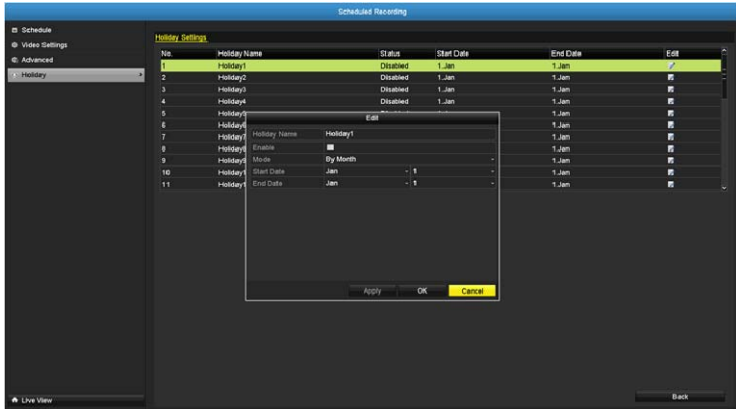 Scheduled Recording
Schedule
Video Settings
Advanced
Holiday
Live View
Holiday Settings
No. Holiday Name Status Start Date End Date Edit
1 Holiday1 Disabled 1.Jan 1.Jan
2 Holiday2 Disabled 1.Jan 1.Jan
3 Holiday3 Disabled 1.Jan 1.Jan
4 Holiday4 Disabled 1.Jan 1.Jan
5 1.Jan
6 1.Jan
7 1.Jan
8 1.Jan
9 1.Jan
10 1.Jan
11 1.Jan
Edit
Holiday Name Holiday1
Enable
Mode By Month
Start Date Jan 1
End Date Jan 1
Apply OK Cancel
Back